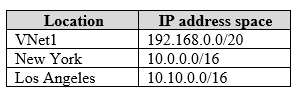 Location IP address space
VNet1 192.168.0.0/20
New York 10.0.0.0/16
Los Angeles 10.10.0.0/16